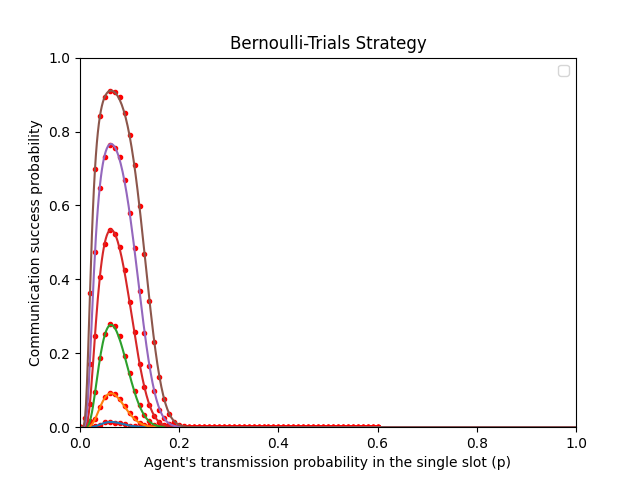 Bernoulli-Trials Strategy
Communication success probability
1.0
0.8
0.6
0.4
0.2
0.0
0.0 0.2 0.4 0.6 0.8 1.0
Agent's transmission probability in the single slot (p)